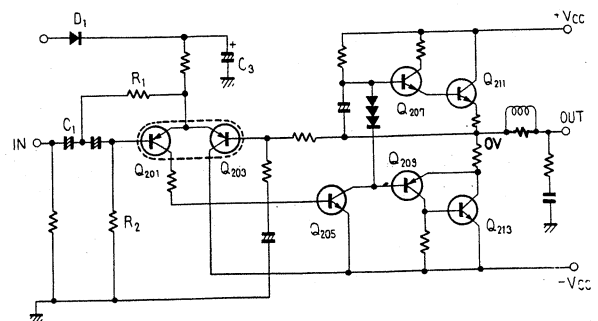 D1
+
C3
+VCC
R1
Q207
Q211
IN
C1
OUT
Q201
Q203
0V
Q209
R2
Q205
Q213
-VCC